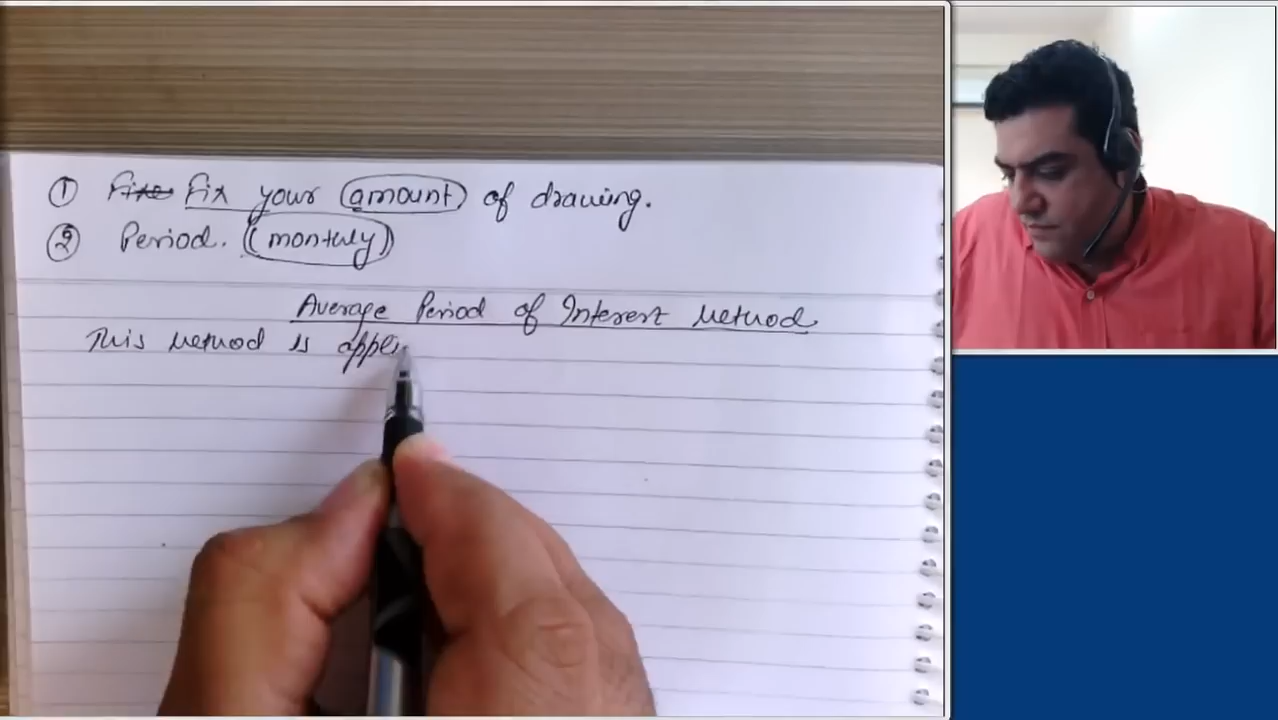 ① Fixe Fix your amount of drawing.
② Period. (monthly)
Average Period of Interest Method
This Method is appli